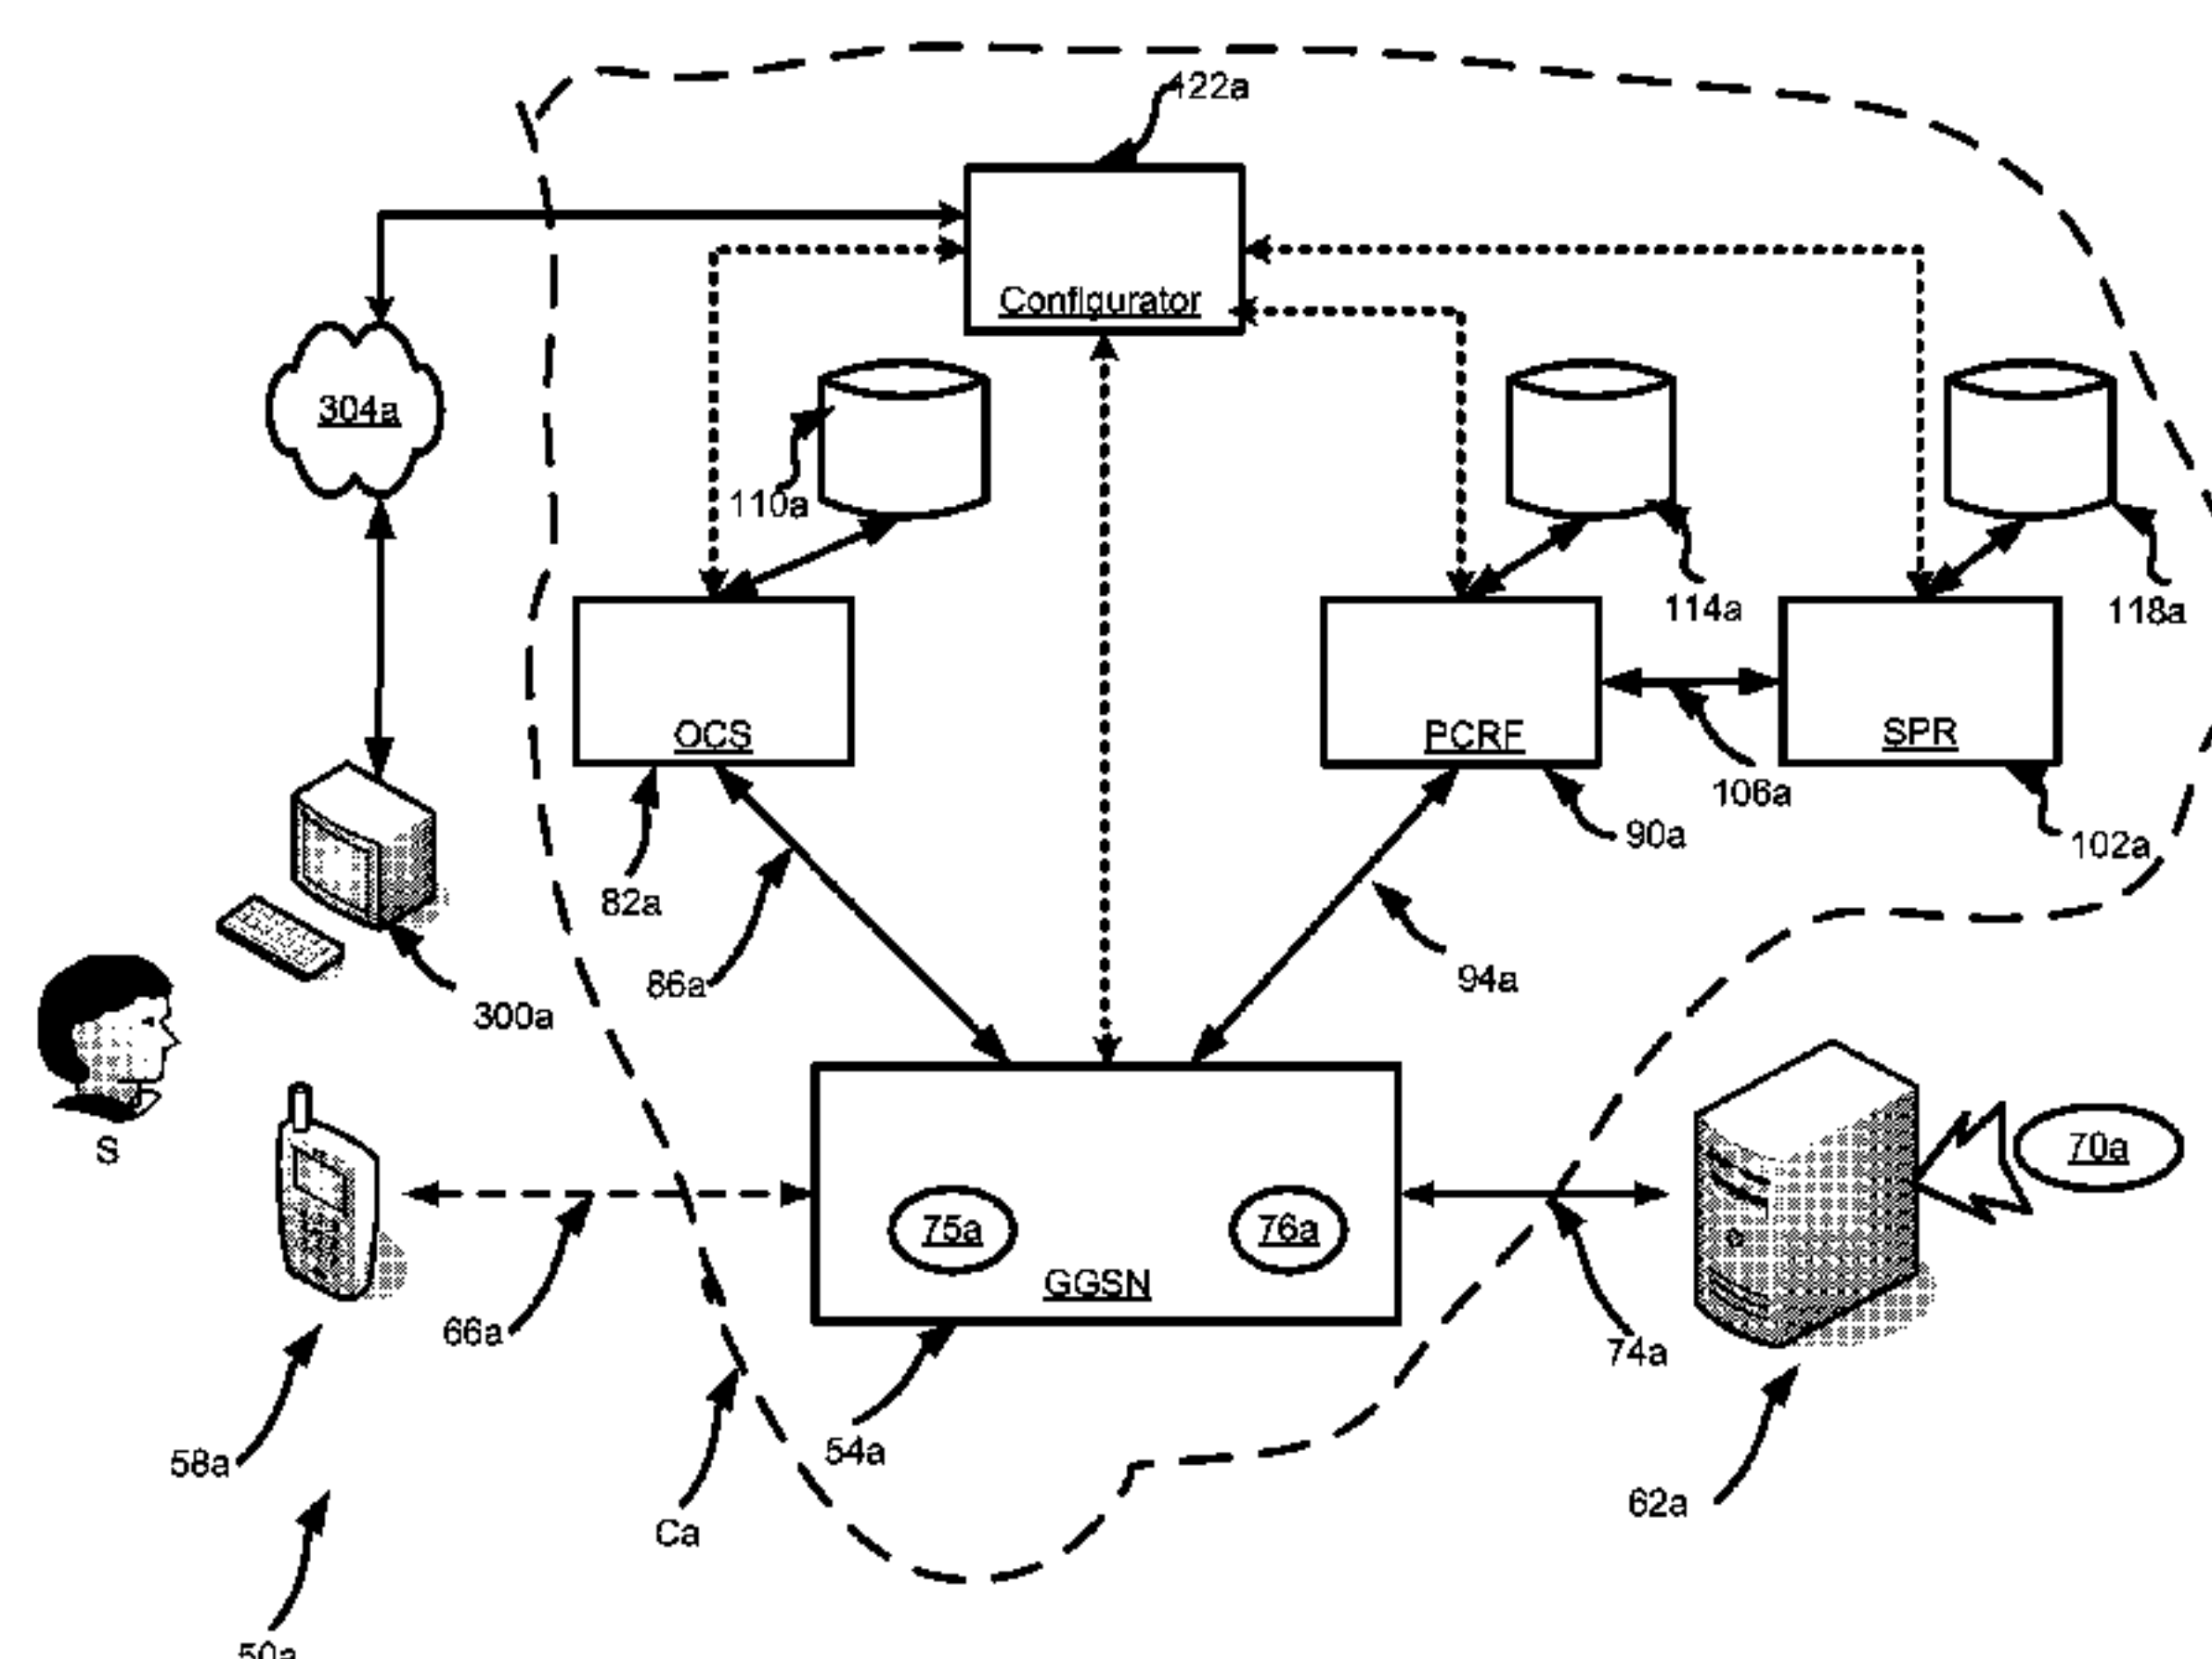 422a
Configurator
304a
110a
114a
118a
OCS
PCRF
SPR
106a
90a
102a
82a
86a
94a
300a
S
70a
75a
76a
GGSN
66a
74a
54a
58a
62a
Ca
50a